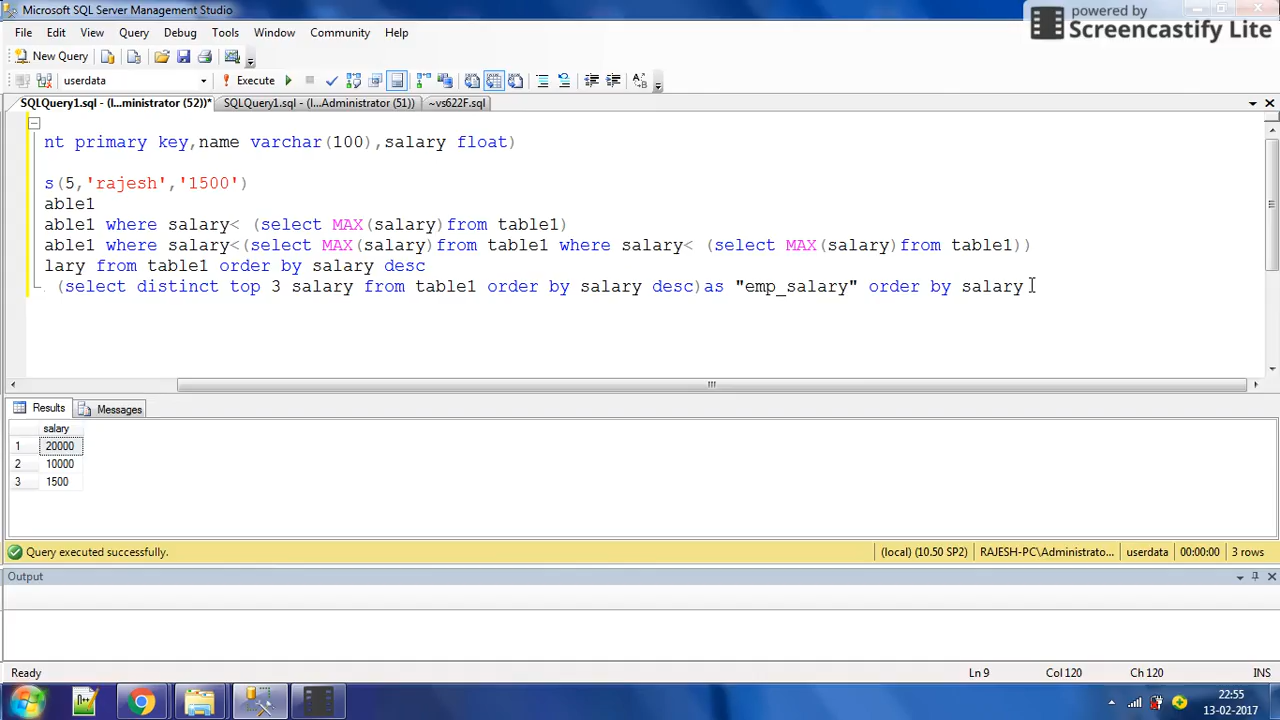 Microsoft SQL Server Management Studio
powered by
Screencastify Lite
File Edit View Query Debug Tools Window Community Help
New Query
userdata Execute
SQLQuery1.sql - (l...ministrator (52))* SQLQuery1.sql - (l...Administrator (51)) ~vs622F.sql
nt primary key,name varchar(100),salary float)
s(5,'rajesh','1500')
able1
able1 where salary< (select MAX(salary)from table1)
able1 where salary<(select MAX(salary)from table1 where salary< (select MAX(salary)from table1))
lary from table1 order by salary desc
(select distinct top 3 salary from table1 order by salary desc)as "emp_salary" order by salary
Results Messages
salary
1 20000
2 10000
3 1500
Query executed successfully. (local) (10.50 SP2) RAJESH-PC\Administrato... userdata 00:00:00 3 rows
Output
Ready Ln 9 Col 120 Ch 120 INS
22:55
13-02-2017